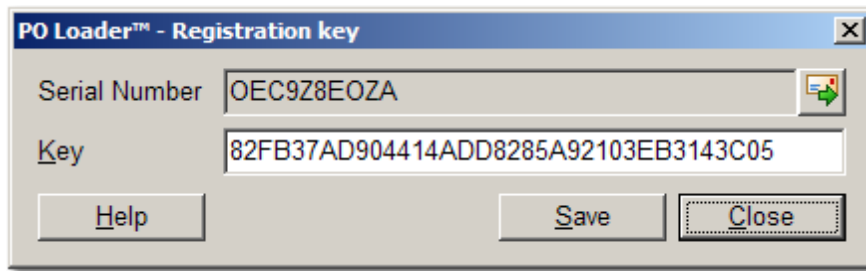 PO Loader™ - Registration key
Serial Number OEC9Z8EOZA
Key 82FB37AD904414ADD8285A92103EB3143C05
Help Save Close